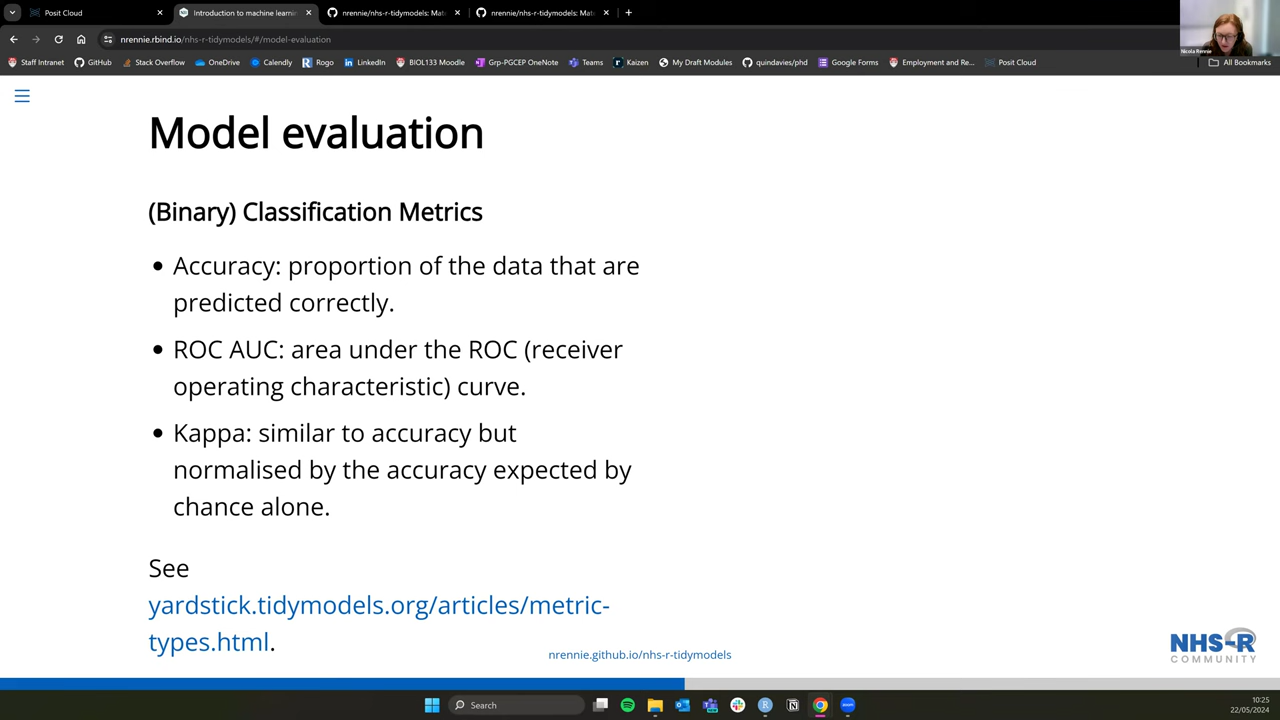 Posit Cloud
Introduction to machine learnin
nrennie/nhs-r-tidymodels: Mate
nrennie/nhs-r-tidymodels: Mate
nrennie.rbind.io/nhs-r-tidymodels/#/model-evaluation
Staff Intranet
GitHub
Stack Overflow
OneDrive
Calendly
Rogo
LinkedIn
BIOL133 Moodle
Grp-PGCEP OneNote
Teams
Kaizen
My Draft Modules
quindavies/phd
Google Forms
Employment and Re...
Posit Cloud
All Bookmarks
Nicola Rennie
Model evaluation
(Binary) Classification Metrics
• Accuracy: proportion of the data that are
predicted correctly.
• ROC AUC: area under the ROC (receiver
operating characteristic) curve.
• Kappa: similar to accuracy but
normalised by the accuracy expected by
chance alone.
See
yardstick.tidymodels.org/articles/metric-
types.html.
nrennie.github.io/nhs-r-tidymodels
NHS-R
COMMUNITY
Search
10:25
22/05/2024